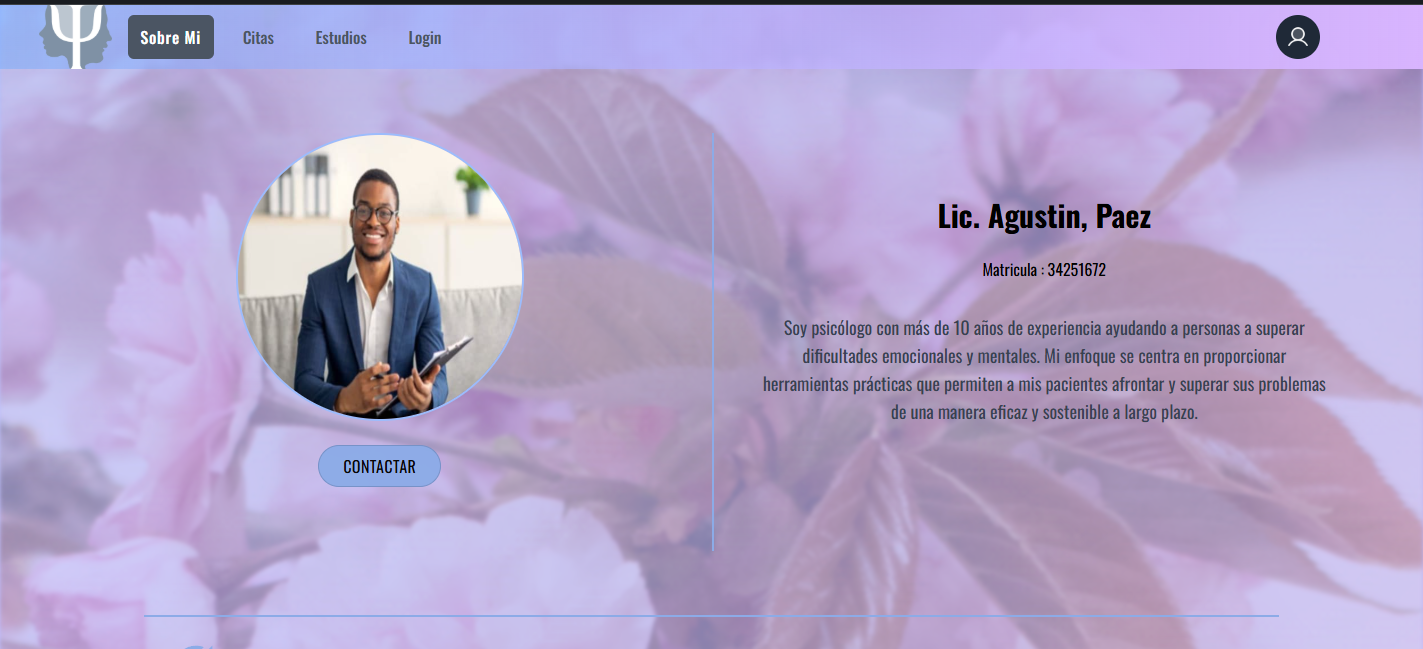 Sobre Mi
Citas
Estudios
Login
CONTACTAR
Lic. Agustin, Paez
Matricula : 34251672
Soy psicólogo con más de 10 años de experiencia ayudando a personas a superar
dificultades emocionales y mentales. Mi enfoque se centra en proporcionar
herramientas prácticas que permiten a mis pacientes afrontar y superar sus problemas
de una manera eficaz y sostenible a largo plazo.